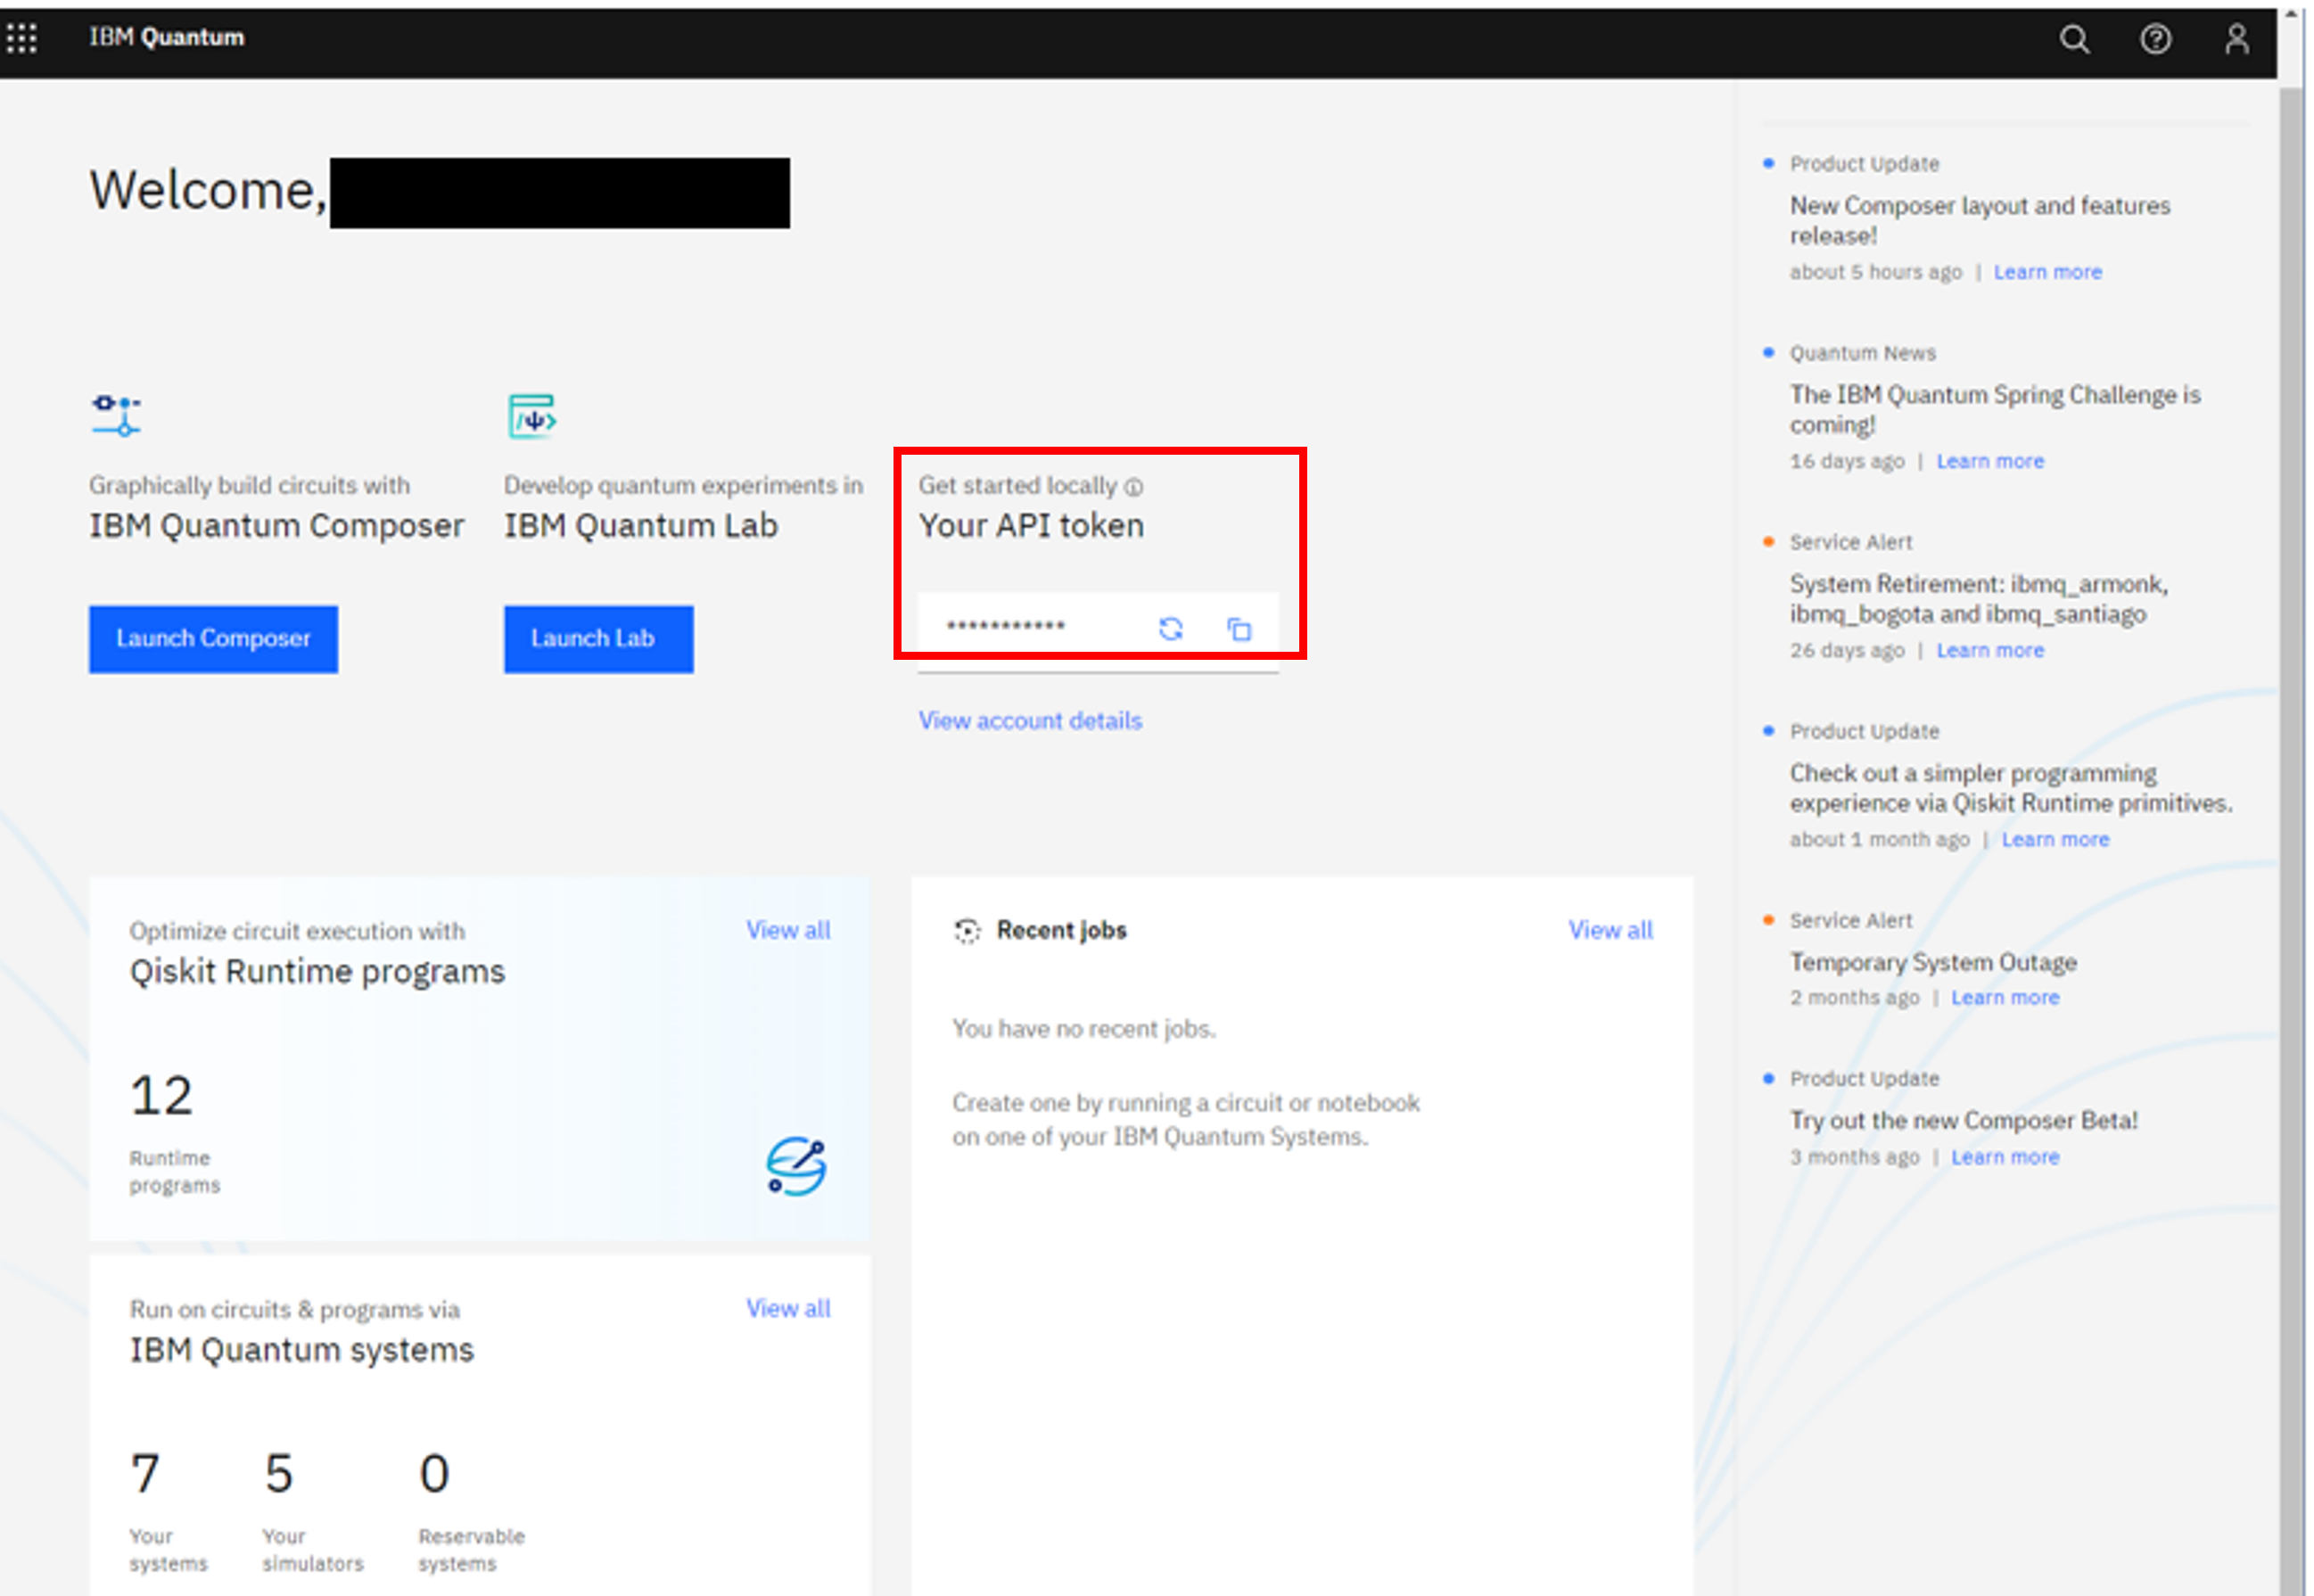 IBM Quantum
Welcome,
Graphically build circuits with
IBM Quantum Composer
Launch Composer
Develop quantum experiments in
IBM Quantum Lab
Launch Lab
Get started locally
Your API token
***********
View account details
Optimize circuit execution with
View all
Qiskit Runtime programs
12
Runtime
programs
Run on circuits & programs via
View all
IBM Quantum systems
7
Your
systems
5
Your
simulators
0
Reservable
systems
Recent jobs
View all
You have no recent jobs.
Create one by running a circuit or notebook
on one of your IBM Quantum Systems.
Product Update
New Composer layout and features
release!
about 5 hours ago | Learn more
Quantum News
The IBM Quantum Spring Challenge is
coming!
16 days ago | Learn more
Service Alert
System Retirement: ibmq_armonk,
ibmq_bogota and ibmq_santiago
26 days ago | Learn more
Product Update
Check out a simpler programming
experience via Qiskit Runtime primitives.
about 1 month ago | Learn more
Service Alert
Temporary System Outage
2 months ago | Learn more
Product Update
Try out the new Composer Beta!
3 months ago | Learn more